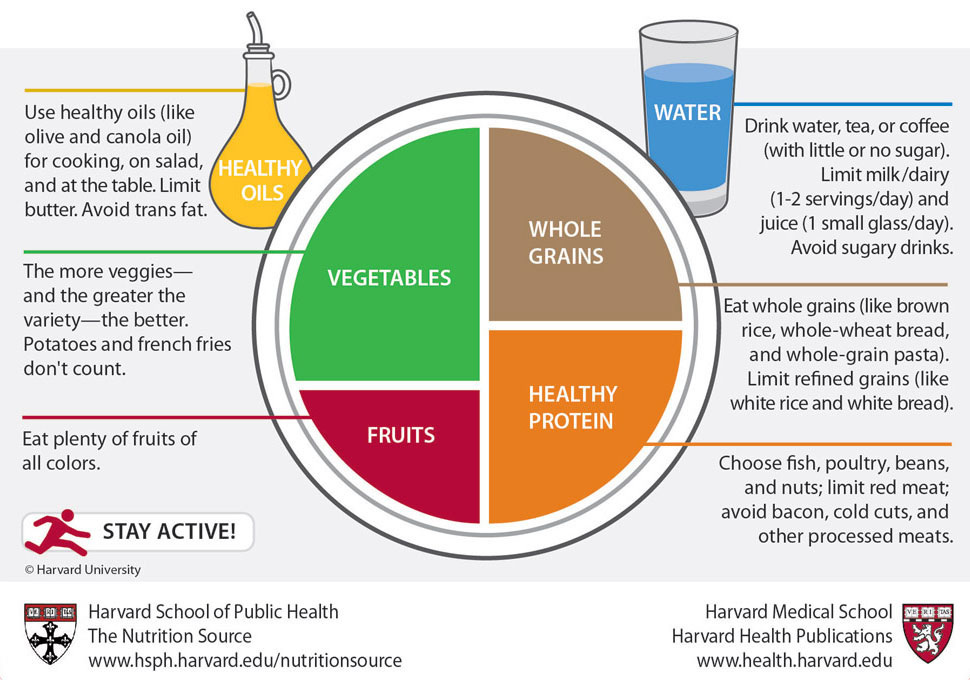 Use healthy oils (like
olive and canola oil)
for cooking, on salad,
and at the table. Limit
butter. Avoid trans fat.
HEALTHY
OILS
WATER
Drink water, tea, or coffee
(with little or no sugar).
Limit milk/dairy
(1-2 servings/day) and
juice (1 small glass/day).
Avoid sugary drinks.
The more veggies—
and the greater the
variety—the better.
Potatoes and french fries
don't count.
VEGETABLES
WHOLE
GRAINS
Eat whole grains (like brown
rice, whole-wheat bread,
and whole-grain pasta).
Limit refined grains (like
white rice and white bread).
Eat plenty of fruits of
all colors.
FRUITS
HEALTHY
PROTEIN
Choose fish, poultry, beans,
and nuts; limit red meat;
avoid bacon, cold cuts, and
other processed meats.
STAY ACTIVE!
© Harvard University
Harvard School of Public Health
The Nutrition Source
www.hsph.harvard.edu/nutritionsource
Harvard Medical School
Harvard Health Publications
www.health.harvard.edu
VE RI TAS